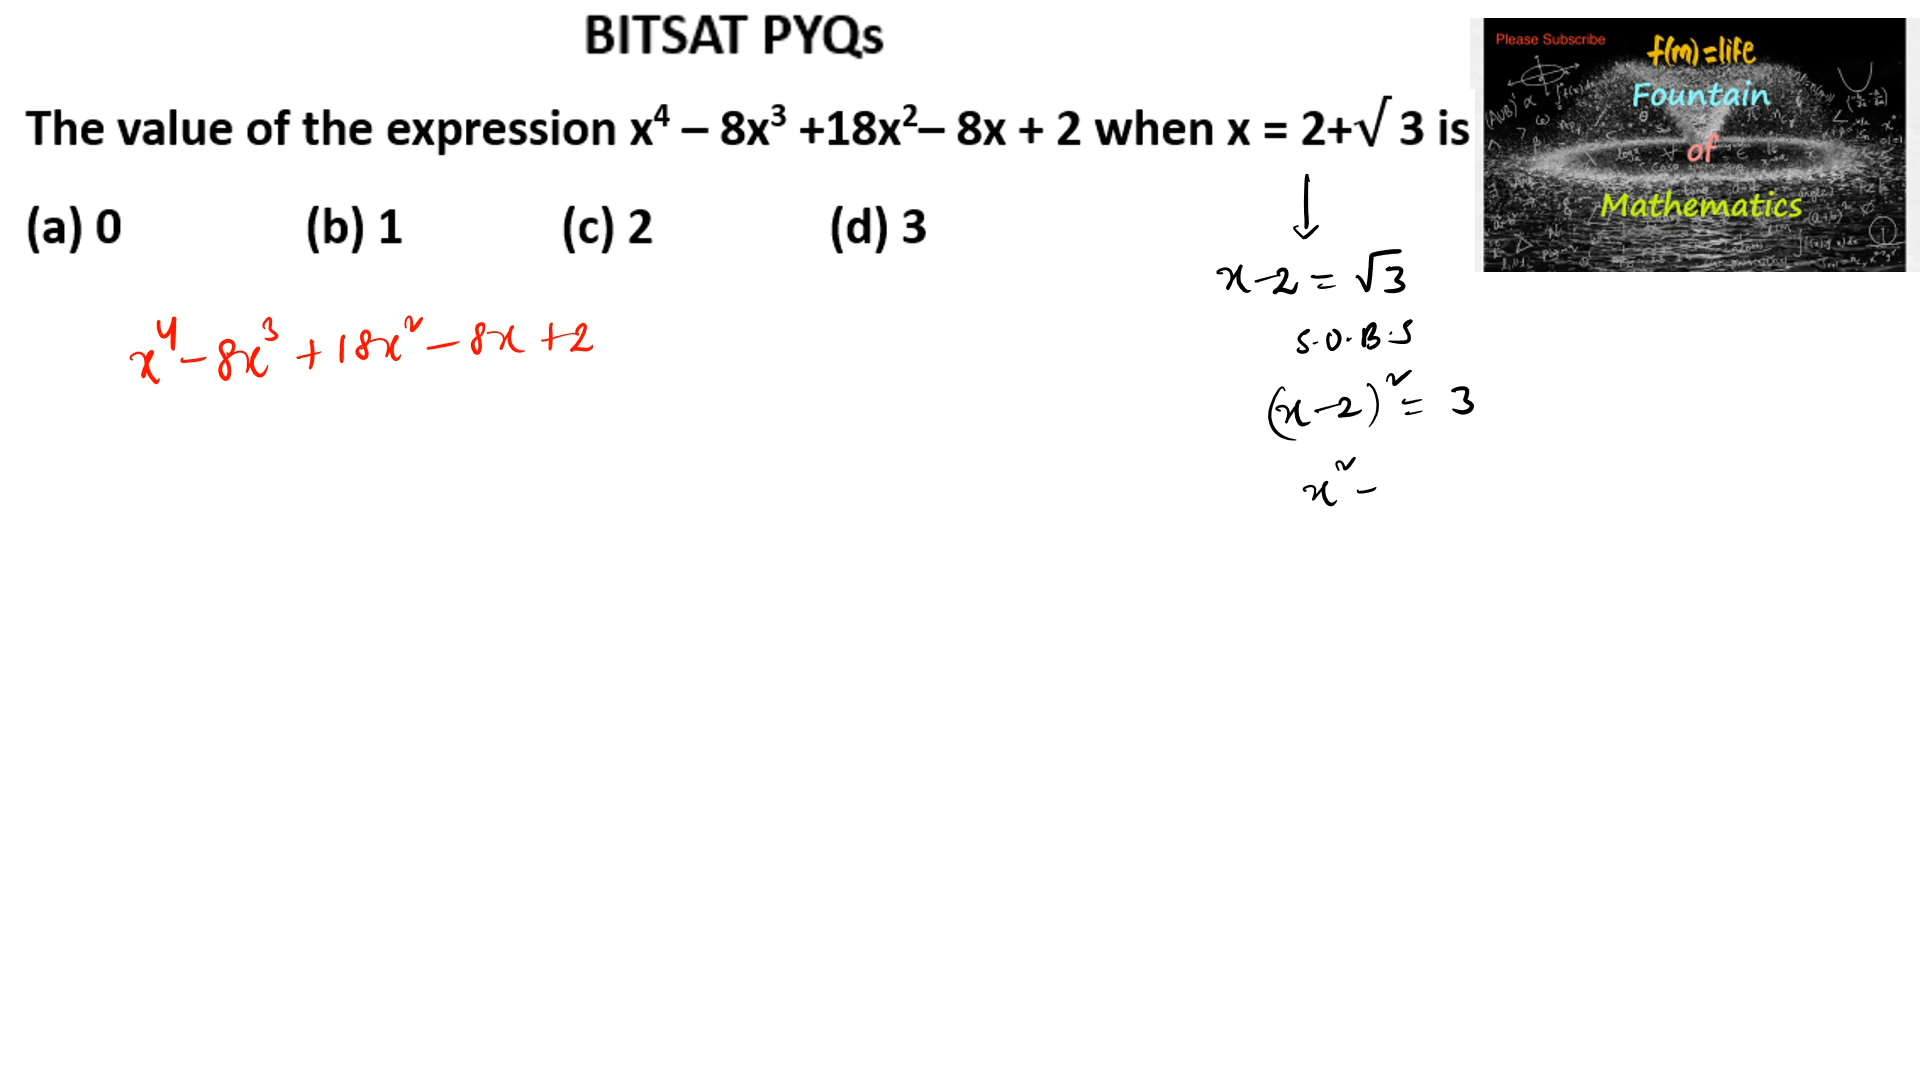 BITSAT PYQs
The value of the expression x⁴ – 8x³ +18x²– 8x + 2 when x = 2+√ 3 is
(a) 0 (b) 1 (c) 2 (d) 3
x-2 = √3
S.O.B.S
(x-2)² = 3
x² -
x⁴ - 8x³ + 18x² - 8x + 2
Please Subscribe
f(m)=life
Fountain
of
Mathematics